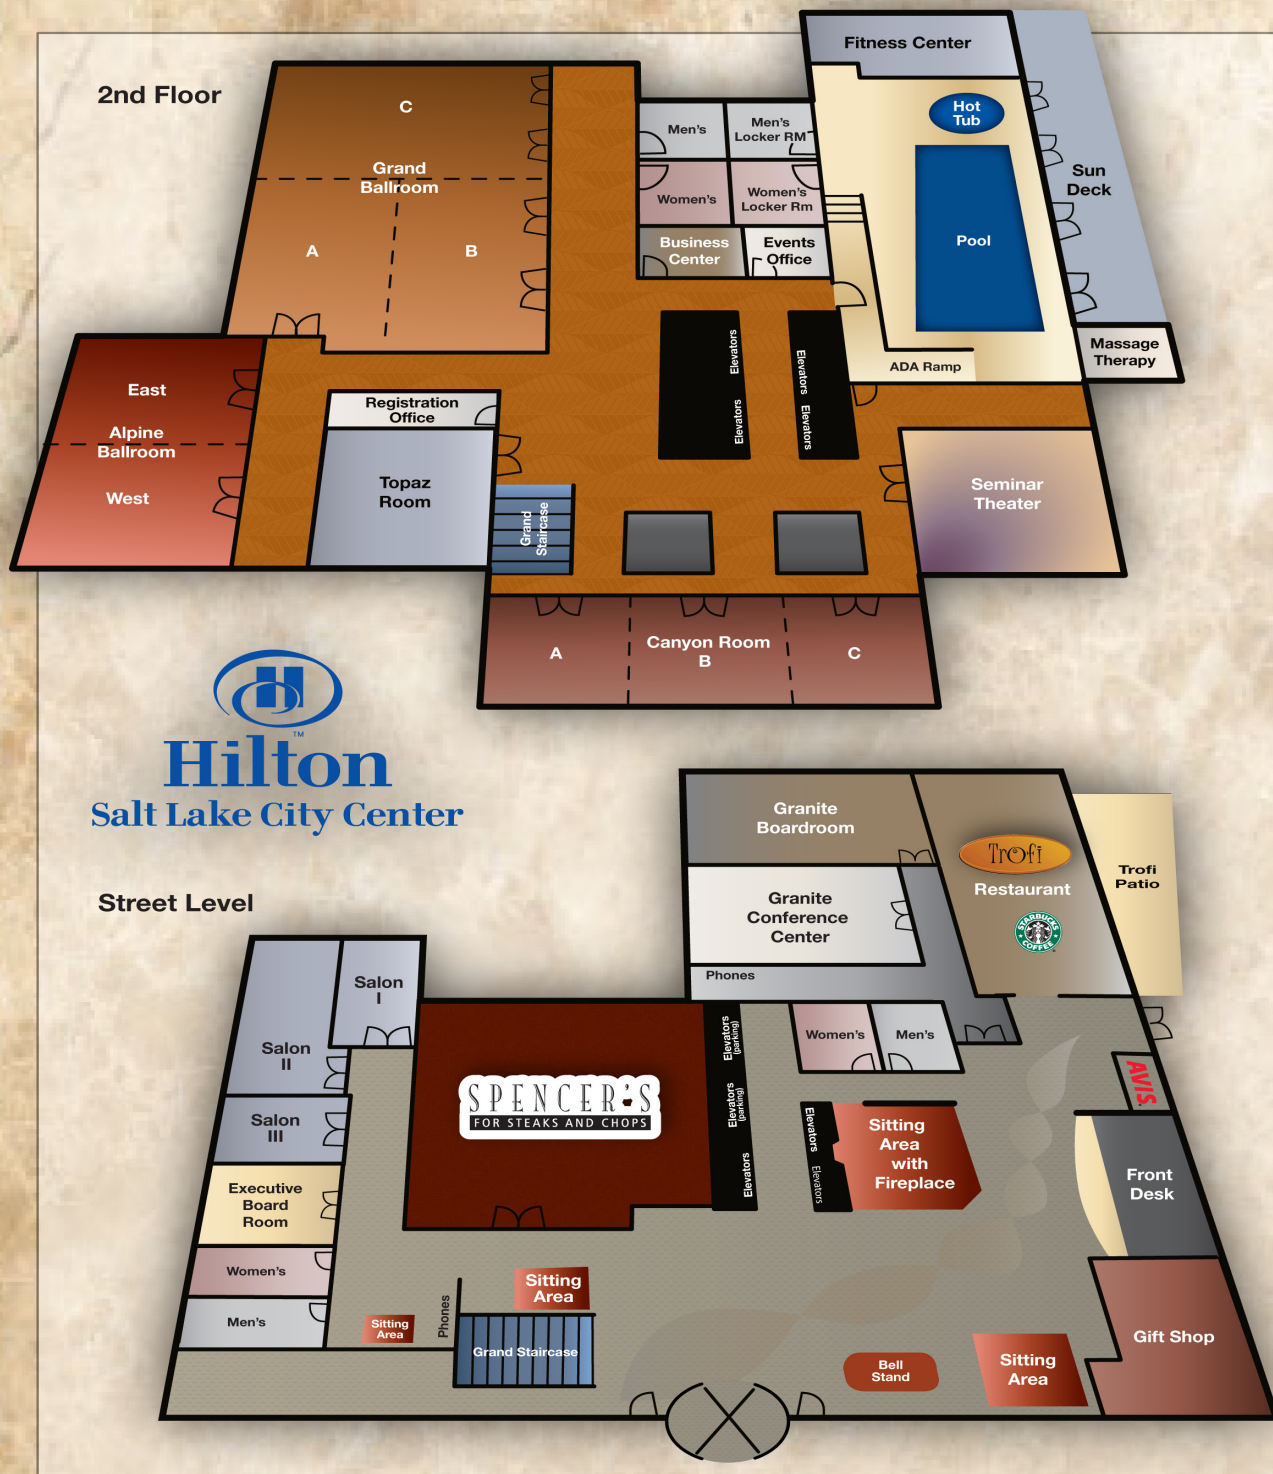 2nd Floor
C
Grand
Ballroom
A
B
Men's
Men's
Locker RM
Women's
Women's
Locker Rm
Business
Center
Events
Office
Fitness Center
Hot
Tub
Pool
Sun
Deck
ADA Ramp
Massage
Therapy
Elevators
Elevators
Elevators
Elevators
East
Alpine
Ballroom
West
Registration
Office
Topaz
Room
Grand
Staircase
Seminar
Theater
A
Canyon Room
B
C
H
TM
Hilton
Salt Lake City Center
Street Level
Granite
Boardroom
Granite
Conference
Center
Phones
Trofi
Restaurant
STARBUCKS
COFFEE
Trofi
Patio
Salon
I
Salon
II
Salon
III
Executive
Board
Room
Women's
Men's
SPENCER'S
FOR STEAKS AND CHOPS
Elevators
(parking)
Elevators
(parking)
Elevators
Women's
Men's
Elevators
Elevators
Sitting
Area
with
Fireplace
AVIS
Front
Desk
Gift Shop
Sitting
Area
Sitting
Area
Phones
Grand Staircase
Bell
Stand
Sitting
Area